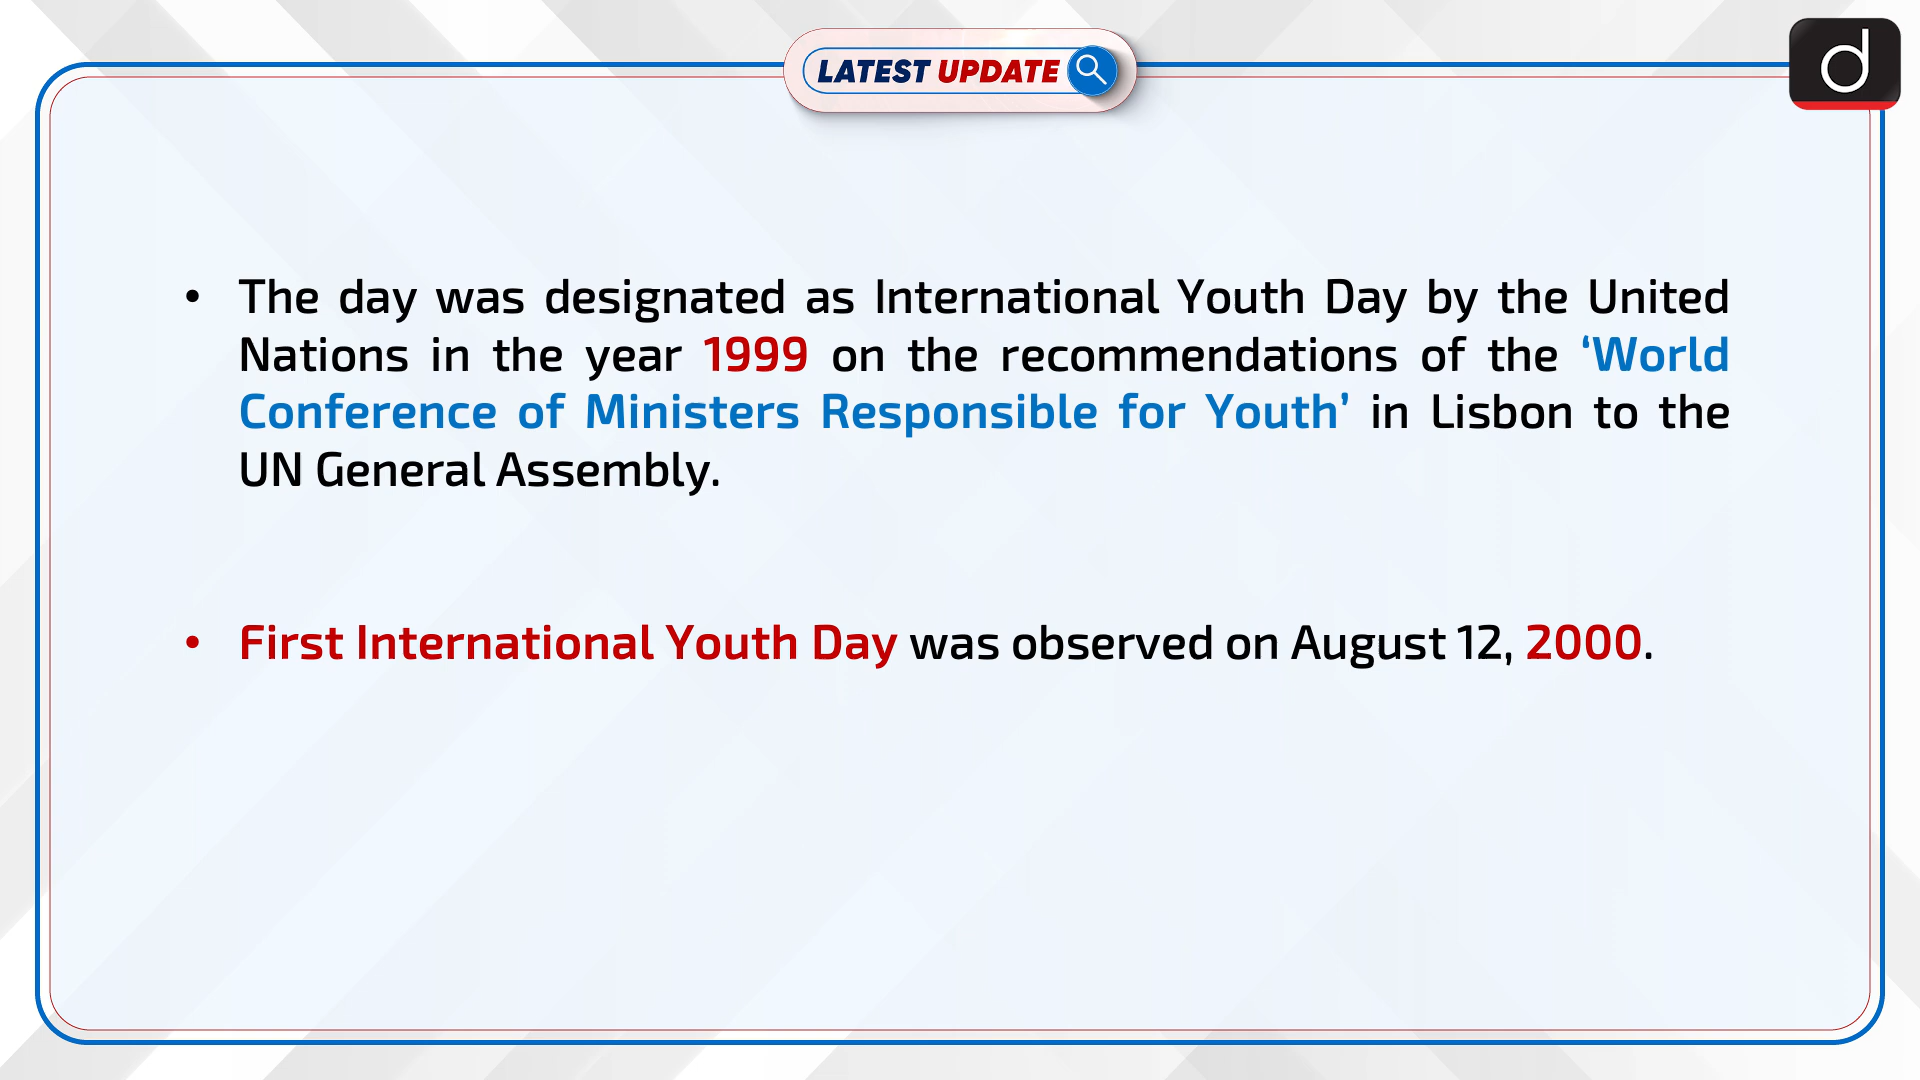 LATEST UPDATE
d
• The day was designated as International Youth Day by the United
Nations in the year 1999 on the recommendations of the ‘World
Conference of Ministers Responsible for Youth’ in Lisbon to the
UN General Assembly.
• First International Youth Day was observed on August 12, 2000.